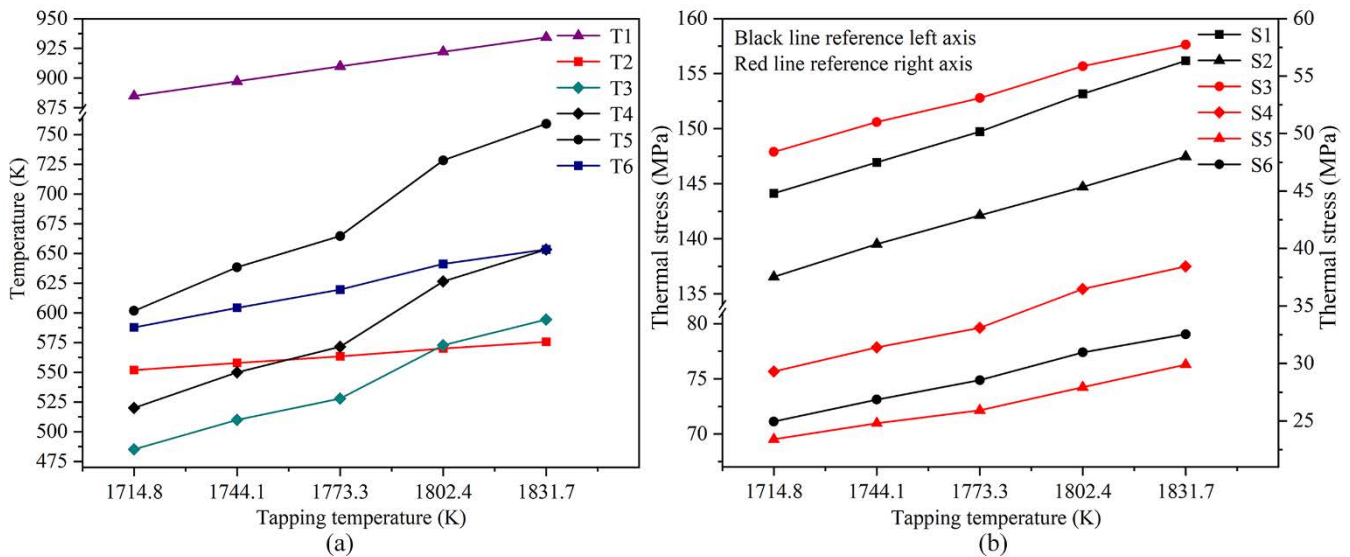 950
925
900
875
750
725
700
675
650
625
600
575
550
525
500
475
Temperature (K)
T1
T2
T3
T4
T5
T6
1714.8 1744.1 1773.3 1802.4 1831.7
Tapping temperature (K)
(a)
160
155
150
145
140
135
80
75
70
Thermal stress (MPa)
Black line reference left axis
Red line reference right axis
S1
S2
S3
S4
S5
S6
60
55
50
45
40
35
30
25
Thermal stress (MPa)
1714.8 1744.1 1773.3 1802.4 1831.7
Tapping temperature (K)
(b)